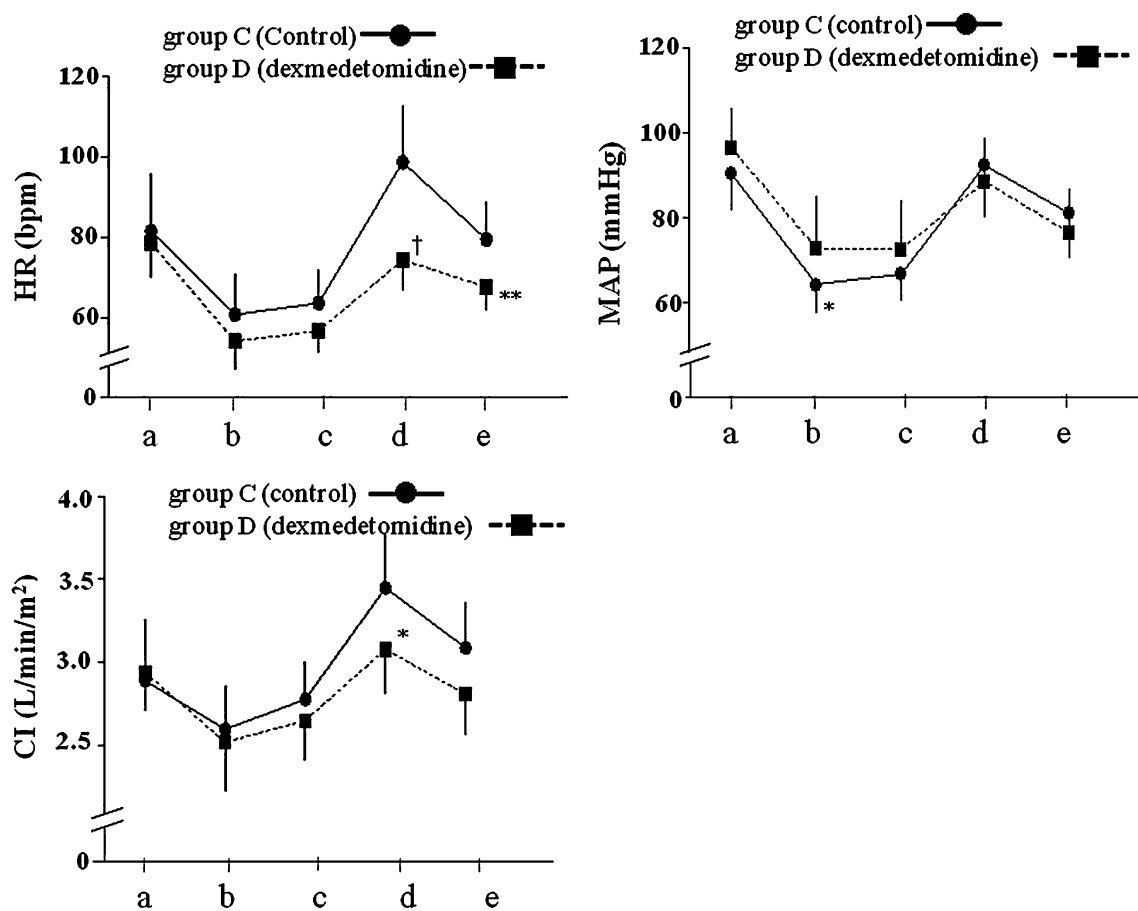 group C (Control)
group D (dexmedetomidine)
120
100
80
60
0
HR (bpm)
†
**
a b c d e
group C (control)
group D (dexmedetomidine)
120
100
80
60
0
MAP (mmHg)
*
a b c d e
group C (control)
group D (dexmedetomidine)
4.0
3.5
3.0
2.5
0
CI (L/min/m²)
*
a b c d e